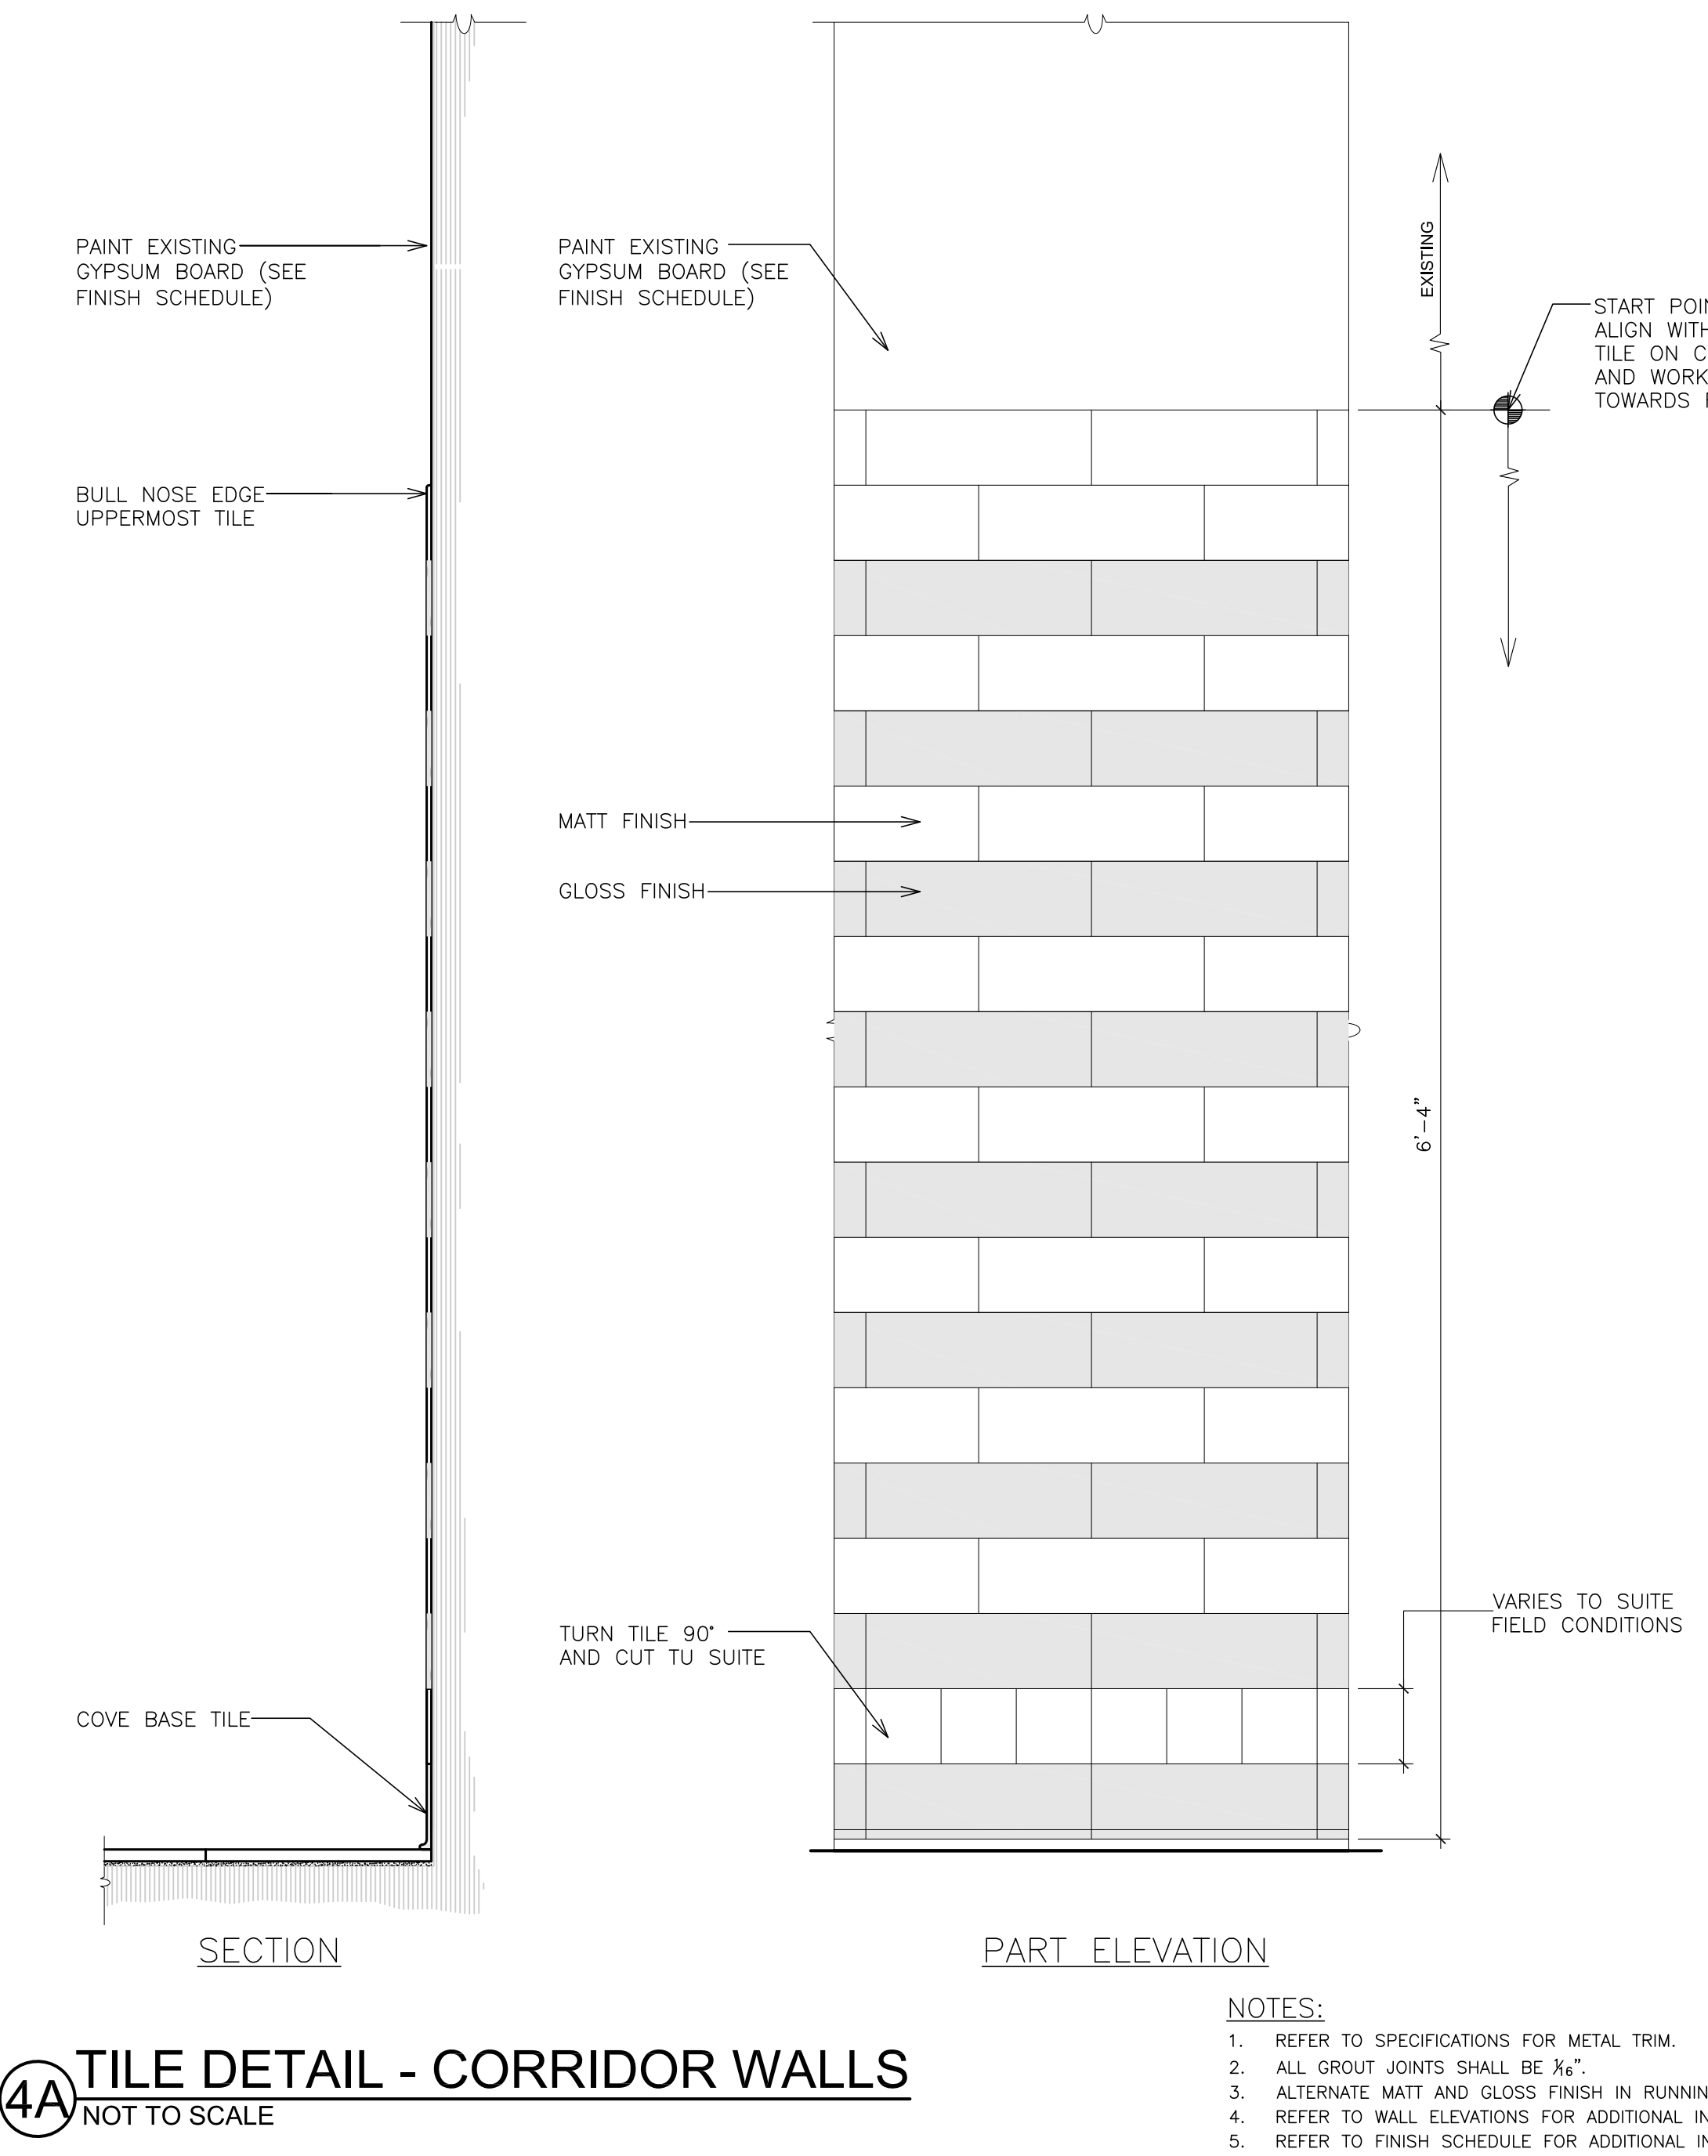 PAINT EXISTING
GYPSUM BOARD (SEE
FINISH SCHEDULE)
BULL NOSE EDGE
UPPERMOST TILE
COVE BASE TILE
SECTION
PAINT EXISTING
GYPSUM BOARD (SEE
FINISH SCHEDULE)
MATT FINISH
GLOSS FINISH
TURN TILE 90°
AND CUT TU SUITE
EXISTING
START POI
ALIGN WITH
TILE ON C
AND WORK
TOWARDS
6'-4"
VARIES TO SUITE
FIELD CONDITIONS
PART ELEVATION
4A
TILE DETAIL - CORRIDOR WALLS
NOT TO SCALE
NOTES:
1. REFER TO SPECIFICATIONS FOR METAL TRIM.
2. ALL GROUT JOINTS SHALL BE 1/16".
3. ALTERNATE MATT AND GLOSS FINISH IN RUNNIN
4. REFER TO WALL ELEVATIONS FOR ADDITIONAL IN
5. REFER TO FINISH SCHEDULE FOR ADDITIONAL IN